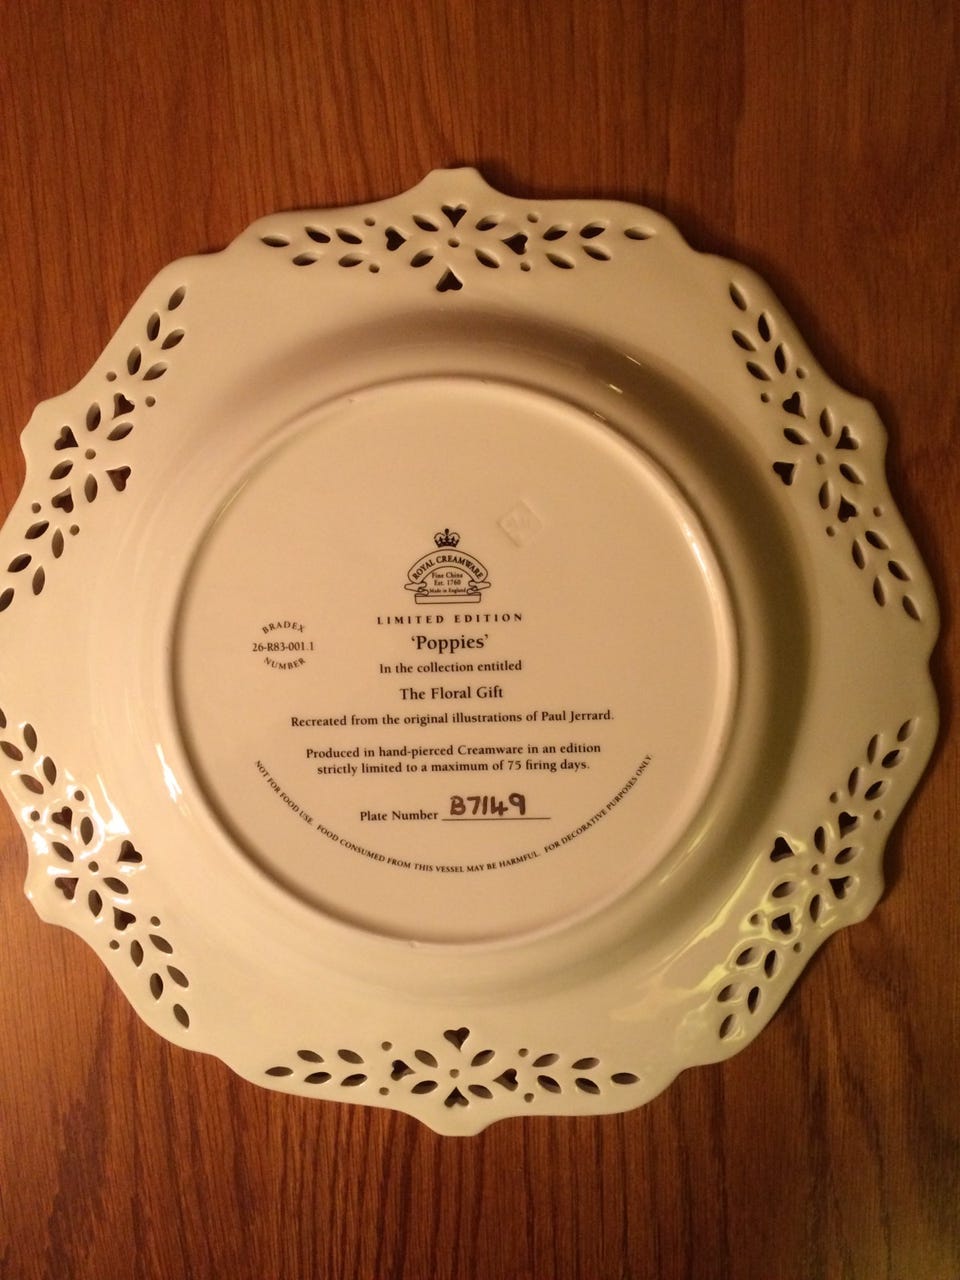 ROYAL CREAMWARE
Fine China
Est. 1760
Made in England
LIMITED EDITION
'Poppies'
In the collection entitled
The Floral Gift
Recreated from the original illustrations of Paul Jerrard.
BRADEX
26-R83-001.1
NUMBER
Produced in hand-pierced Creamware in an edition
strictly limited to a maximum of 75 firing days.
Plate Number B7149
NOT FOR FOOD USE. FOOD CONSUMED FROM THIS VESSEL MAY BE HARMFUL. FOR DECORATIVE PURPOSES ONLY.